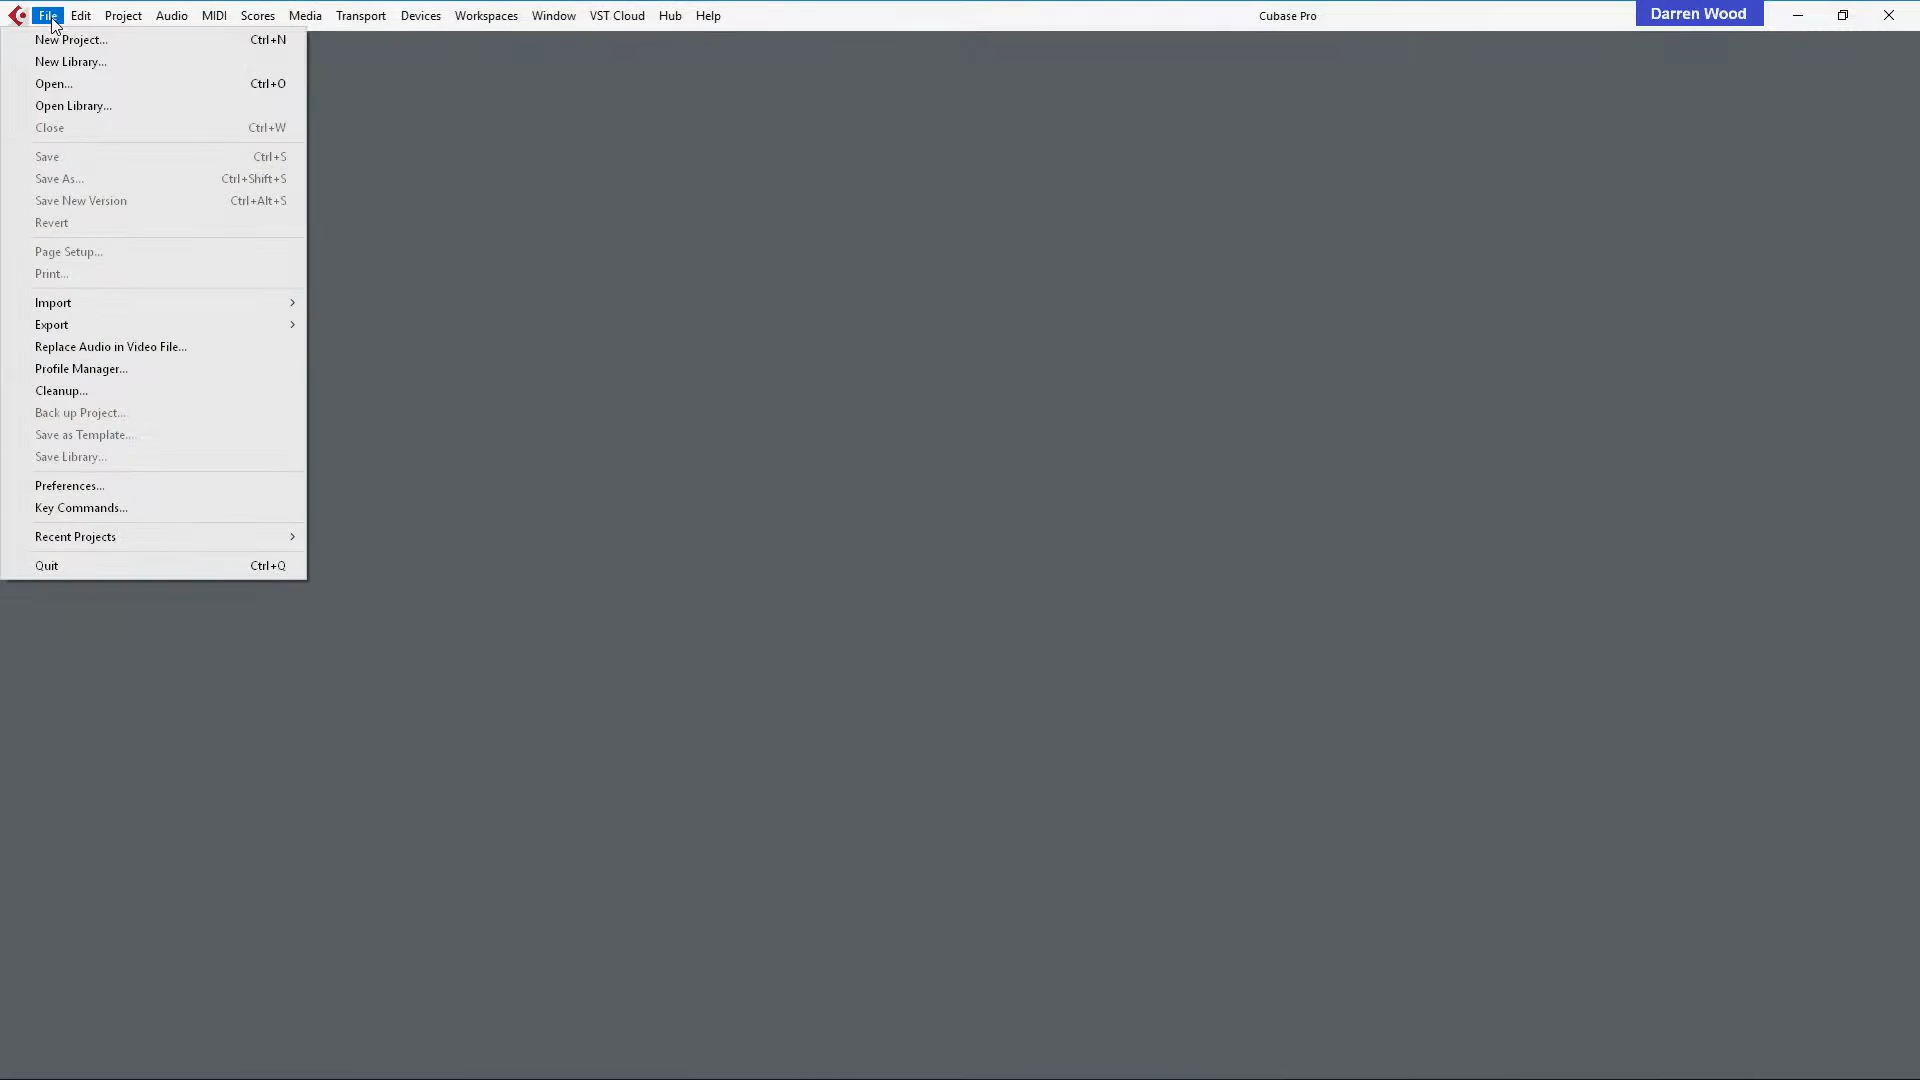 File Edit Project Audio MIDI Scores Media Transport Devices Workspaces Window VST Cloud Hub Help Cubase Pro Darren Wood
New Project... Ctrl+N
New Library...
Open... Ctrl+O
Open Library...
Close Ctrl+W
Save Ctrl+S
Save As... Ctrl+Shift+S
Save New Version Ctrl+Alt+S
Revert
Page Setup...
Print...
Import
Export
Replace Audio in Video File...
Profile Manager...
Cleanup...
Back up Project...
Save as Template...
Save Library...
Preferences...
Key Commands...
Recent Projects
Quit Ctrl+Q